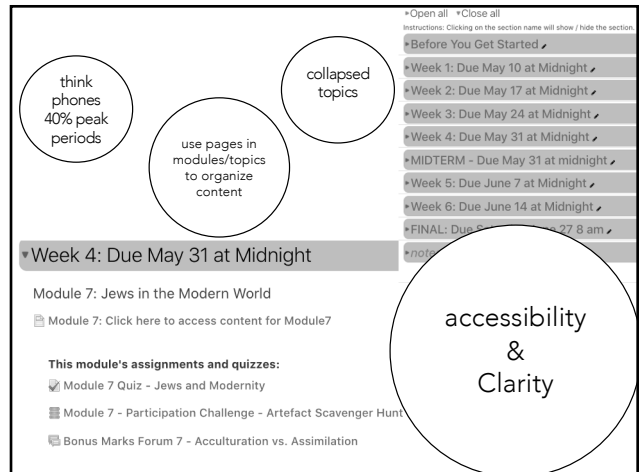 ▸Open all ▾Close all
Instructions: Clicking on the section name will show / hide the section.
▸Before You Get Started
▸Week 1: Due May 10 at Midnight
▸Week 2: Due May 17 at Midnight
▸Week 3: Due May 24 at Midnight
▸Week 4: Due May 31 at Midnight
▸MIDTERM - Due May 31 at midnight
▸Week 5: Due June 7 at Midnight
▸Week 6: Due June 14 at Midnight
▸FINAL: Due 27 8 am
▸note
think
phones
40% peak
periods
collapsed
topics
use pages in
modules/topics
to organize
content
▾Week 4: Due May 31 at Midnight
Module 7: Jews in the Modern World
Module 7: Click here to access content for Module7
This module's assignments and quizzes:
Module 7 Quiz - Jews and Modernity
Module 7 - Participation Challenge - Artefact Scavenger Hunt
Bonus Marks Forum 7 - Acculturation vs. Assimilation
accessibility
&
Clarity